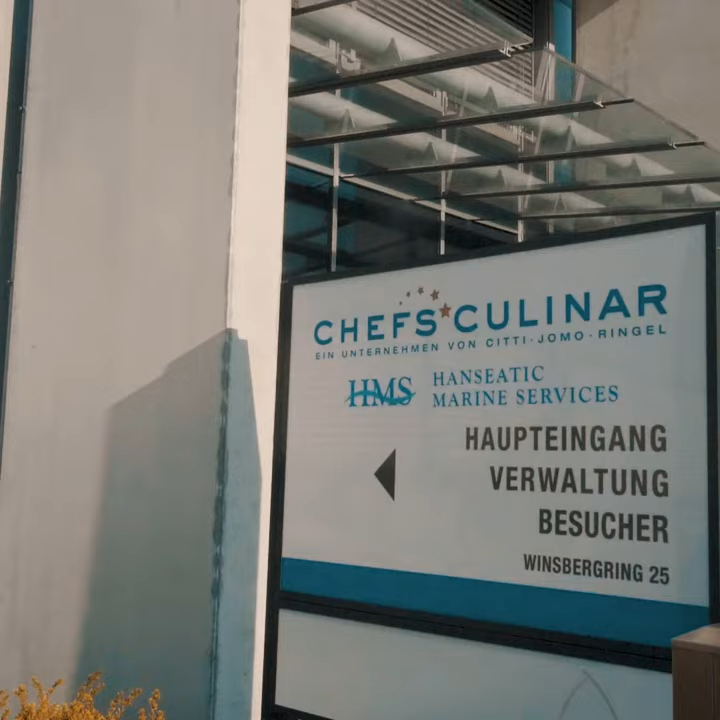 CHEFS CULINAR
EIN UNTERNEHMEN VON CITTI·JOMO·RINGEL
HMS HANSEATIC
MARINE SERVICES
HAUPTEINGANG
VERWALTUNG
BESUCHER
WINSBERGRING 25